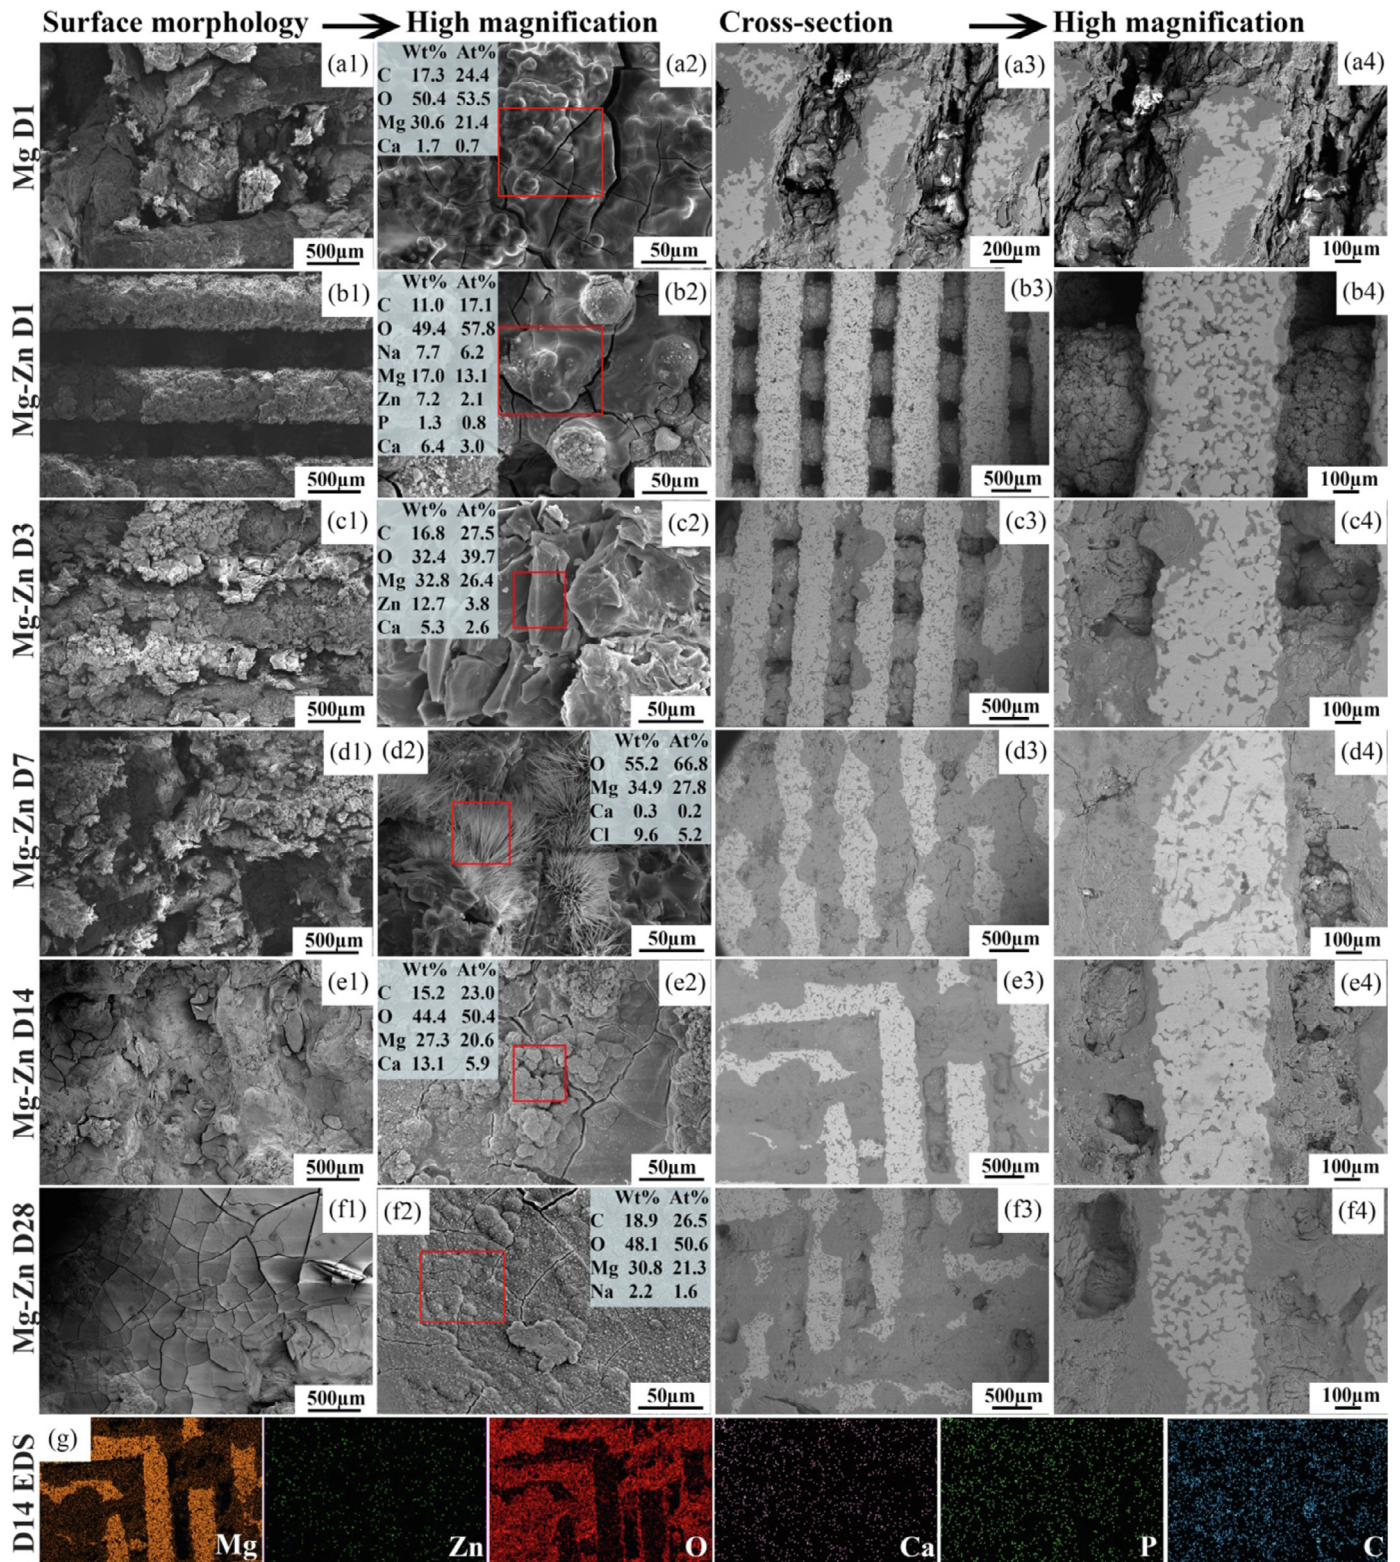 Surface morphology High magnification Cross-section High magnification
Mg D1
(a1)
Wt% At%
C 17.3 24.4
O 50.4 53.5
Mg 30.6 21.4
Ca 1.7 0.7
(a2)
(a3)
(a4)
500μm
50μm
200μm
100μm
Mg-Zn D1
(b1)
Wt% At%
C 11.0 17.1
O 49.4 57.8
Na 7.7 6.2
Mg 17.0 13.1
Zn 7.2 2.1
P 1.3 0.8
Ca 6.4 3.0
(b2)
(b3)
(b4)
500μm
50μm
500μm
100μm
Mg-Zn D3
(c1)
Wt% At%
C 16.8 27.5
O 32.4 39.7
Mg 32.8 26.4
Zn 12.7 3.8
Ca 5.3 2.6
(c2)
(c3)
(c4)
500μm
50μm
500μm
100μm
Mg-Zn D7
(d1)
(d2)
Wt% At%
O 55.2 66.8
Mg 34.9 27.8
Ca 0.3 0.2
Cl 9.6 5.2
(d3)
(d4)
500μm
50μm
500μm
100μm
Mg-Zn D14
(e1)
Wt% At%
C 15.2 23.0
O 44.4 50.4
Mg 27.3 20.6
Ca 13.1 5.9
(e2)
(e3)
(e4)
500μm
50μm
500μm
100μm
Mg-Zn D28
(f1)
(f2)
Wt% At%
C 18.9 26.5
O 48.1 50.6
Mg 30.8 21.3
Na 2.2 1.6
(f3)
(f4)
500μm
50μm
500μm
100μm
D14 EDS
(g)
Mg
Zn
O
Ca
P
C